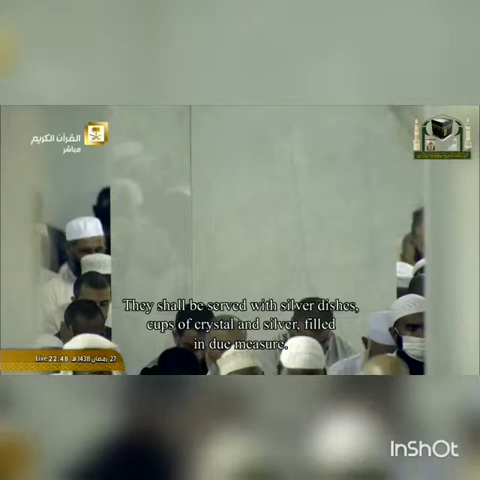 القرآن الكريم
مباشر
They shall be served with silver dishes,
cups of crystal and silver, filled
in due measure.
Live 22:48 27- رمضان 1438هـ
InShOt